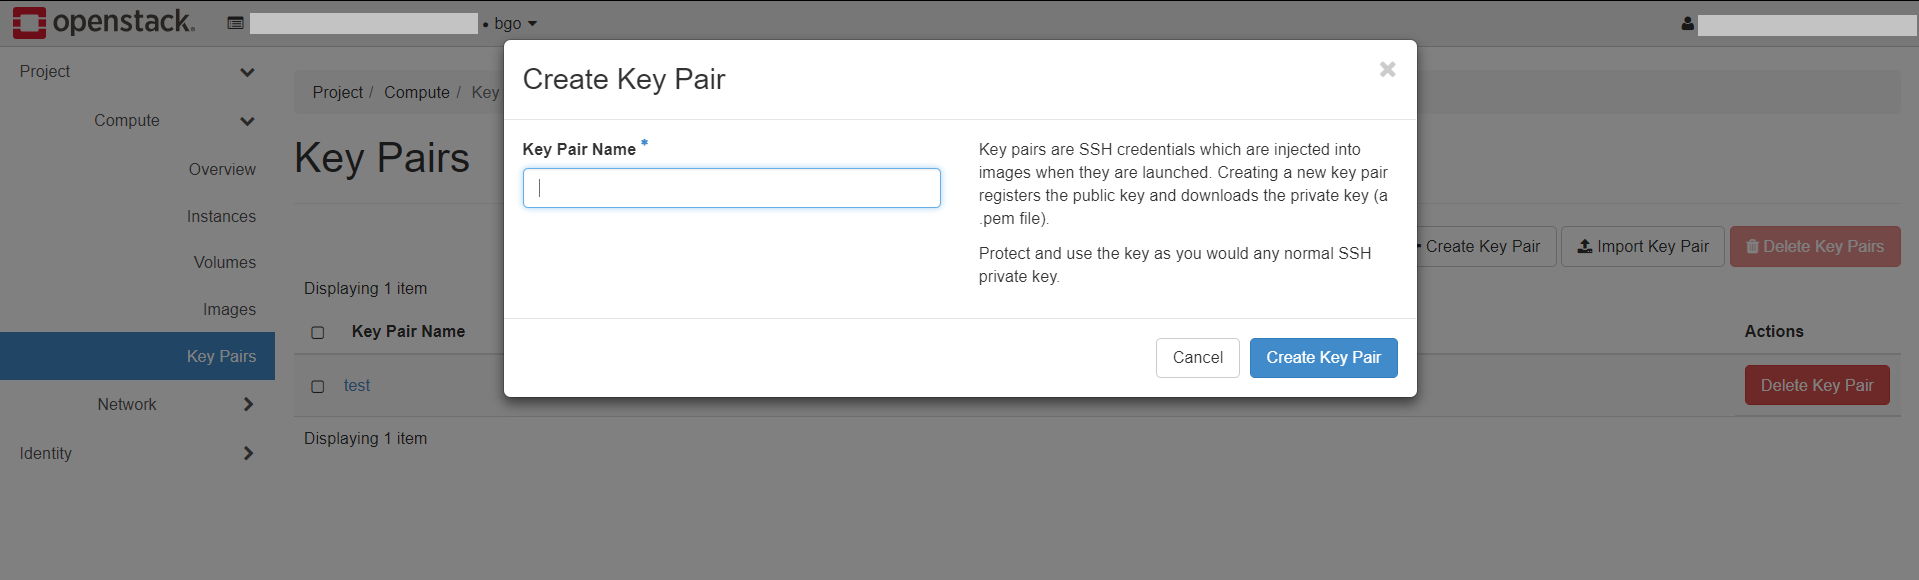 openstack.
• bgo
Project
Compute
Overview
Instances
Volumes
Images
Key Pairs
Network
Identity
Project / Compute / Key
Key Pairs
Create Key Pair
Import Key Pair
Delete Key Pairs
Displaying 1 item
Key Pair Name
Actions
test
Delete Key Pair
Displaying 1 item
Create Key Pair
×
Key Pair Name *
Key pairs are SSH credentials which are injected into
images when they are launched. Creating a new key pair
registers the public key and downloads the private key (a
.pem file).
Protect and use the key as you would any normal SSH
private key.
Cancel
Create Key Pair